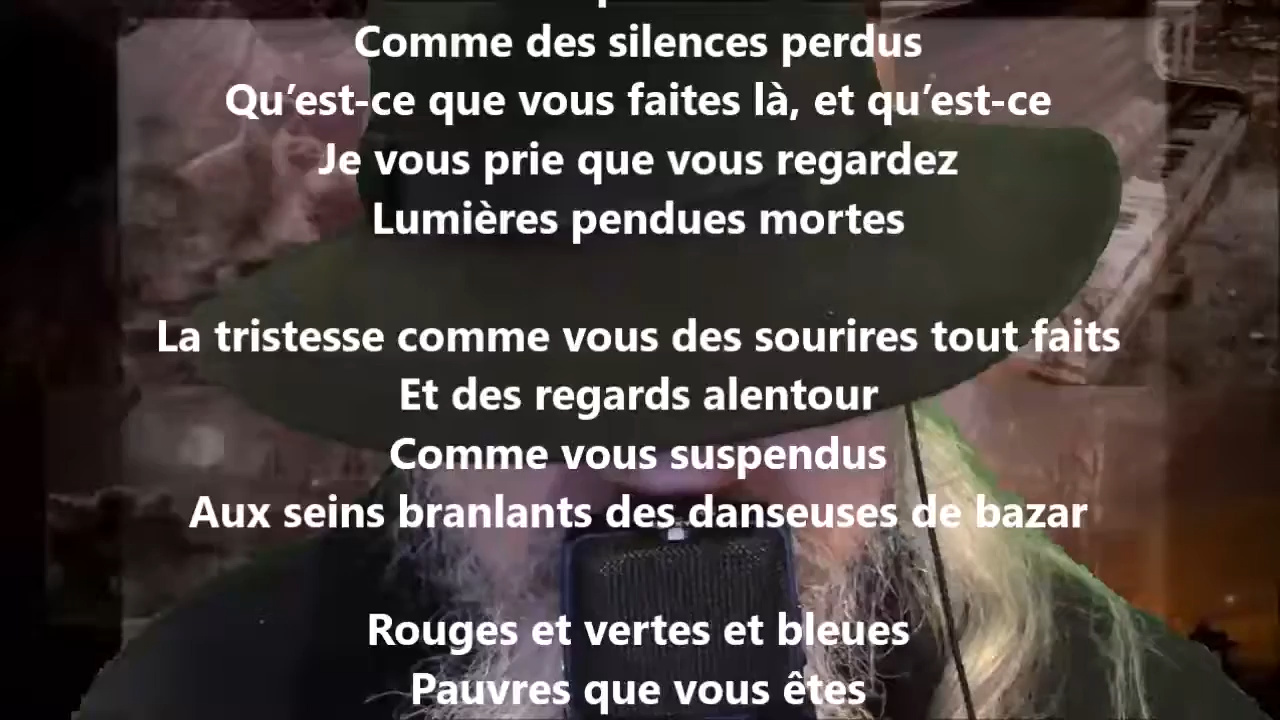 Comme des silences perdus
Qu’est-ce que vous faites là, et qu’est-ce
Je vous prie que vous regardez
Lumières pendues mortes
La tristesse comme vous des sourires tout faits
Et des regards alentour
Comme vous suspendus
Aux seins branlants des danseuses de bazar
Rouges et vertes et bleues
Pauvres que vous êtes